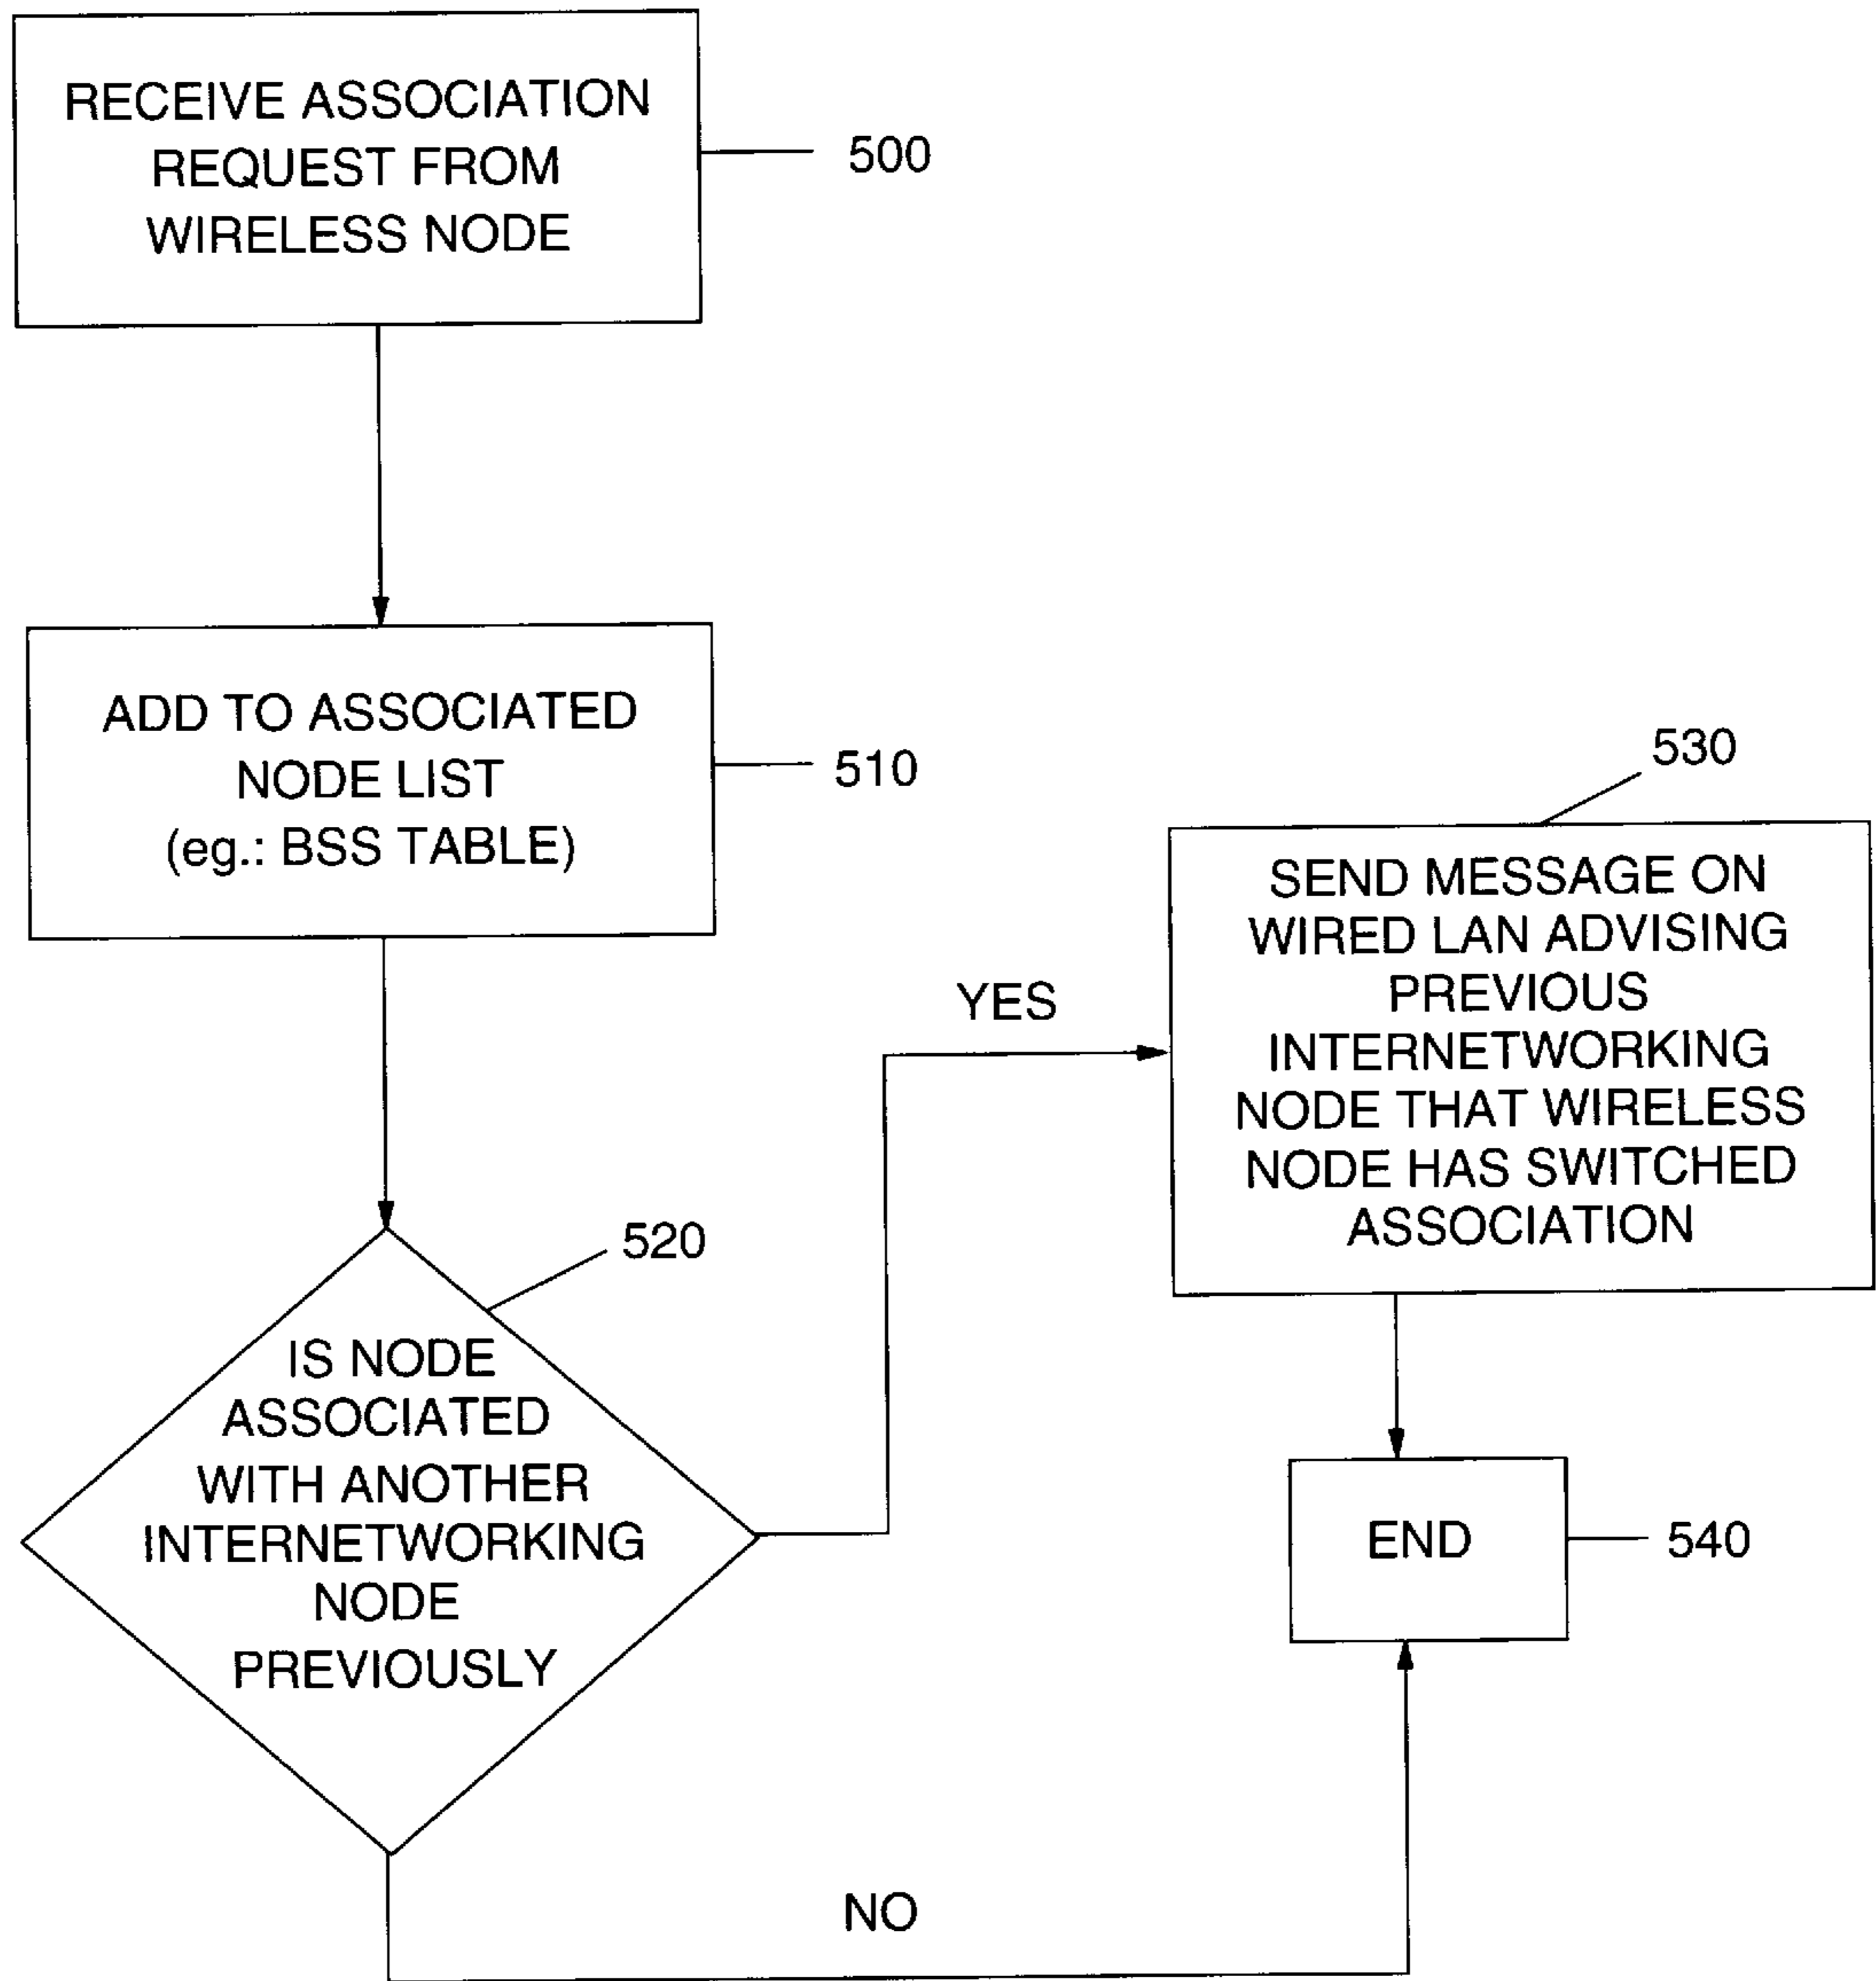 RECEIVE ASSOCIATION
REQUEST FROM
WIRELESS NODE
500
ADD TO ASSOCIATED
NODE LIST
(eg.: BSS TABLE)
510
530
SEND MESSAGE ON
WIRED LAN ADVISING
PREVIOUS
INTERNETWORKING
NODE THAT WIRELESS
NODE HAS SWITCHED
ASSOCIATION
YES
520
IS NODE
ASSOCIATED
WITH ANOTHER
INTERNETWORKING
NODE
PREVIOUSLY
END
540
NO